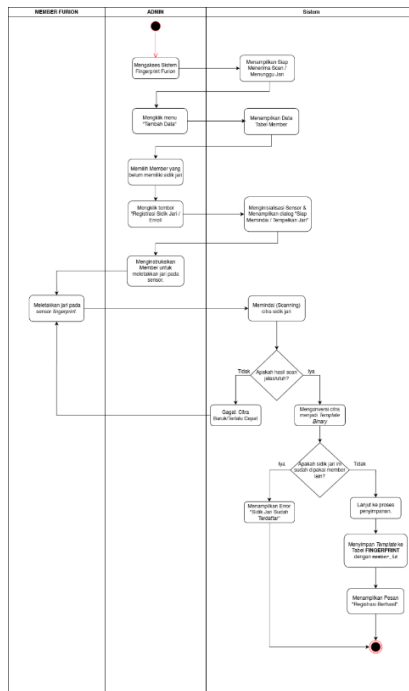 MEMBER FURION
ADMIN
Sistem
Mengakses Sistem
Fingerprint Furion
Menampilkan Siap
Menerima Scan /
Menunggu Jari
Mengklik menu
"Tambah Data"
Menampilkan Data
Tabel Member
Memilih Member yang
belum memiliki sidik jari
Mengklik tombol
"Registrasi Sidik Jari /
Enroll
Menginisialisasi Sensor &
Menampilkan dialog "Siap
Memindai / Tempelkan Jari"
Menginstruksikan
Member untuk
meletakkan jari pada
sensor.
Meletakkan jari pada
sensor fingerprint
Memindai (Scanning)
citra sidik jari
Apakah hasil scan
jelas/utuh?
Tidak
Iya
Gagal: Citra
Buruk/Terlalu Cepat
Mengonversi citra
menjadi Template
Binary
Apakah sidik jari ini
sudah dipakai member
lain?
Iya
Tidak
Menampilkan Error
"Sidik Jari Sudah
Terdaftar"
Lanjut ke proses
penyimpanan.
Menyimpan Template ke
Tabel FINGERPRINT
dengan member_id
Menampilkan Pesan
"Registrasi Berhasil"